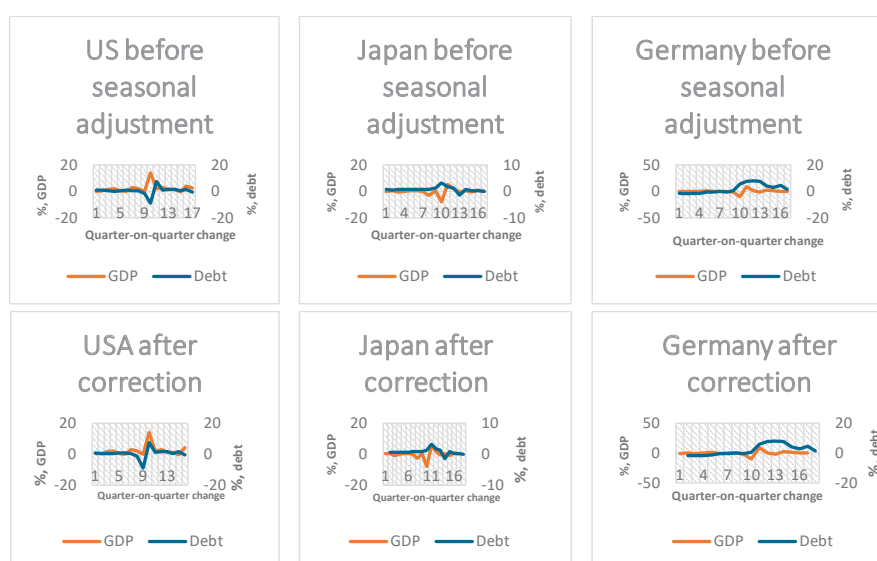 US before
seasonal
adjustment
20
0
-20
%, GDP
20
0
-20
%, debt
1 5 9 13 17
Quarter-on-quarter change
GDP Debt
Japan before
seasonal
adjustment
20
0
-20
%, GDP
10
0
-10
%, debt
1 4 7 10 13 16
Quarter-on-quarter change
GDP Debt
Germany before
seasonal
adjustment
50
0
-50
%, GDP
20
0
-20
%, debt
1 4 7 10 13 16
Quarter-on-quarter change
GDP Debt
USA after
correction
20
0
-20
%, GDP
20
0
-20
%, debt
1 5 9 13
Quarter-on-quarter change
GDP Debt
Japan after
correction
20
0
-20
%, GDP
10
0
-10
%, debt
1 6 11 16
Quarter-on-quarter change
GDP Debt
Germany after
correction
50
0
-50
%, GDP
20
0
-20
%, debt
1 4 7 10 13 16
Quarter-on-quarter change
GDP Debt